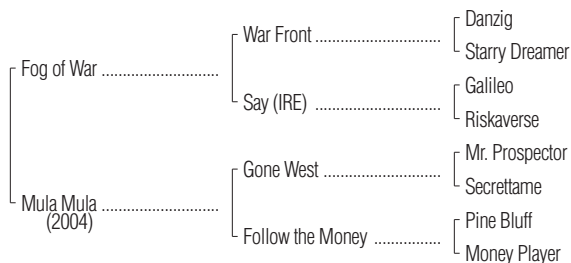 Danzig
War Front ........................................
Starry Dreamer
Fog of War .....................................
Galileo
Say (IRE) ........................................
Riskaverse
Mr. Prospector
Gone West ......................................
Secrettame
Mula Mula .....................................
(2004)
Pine Bluff
Follow the Money .....................
Money Player